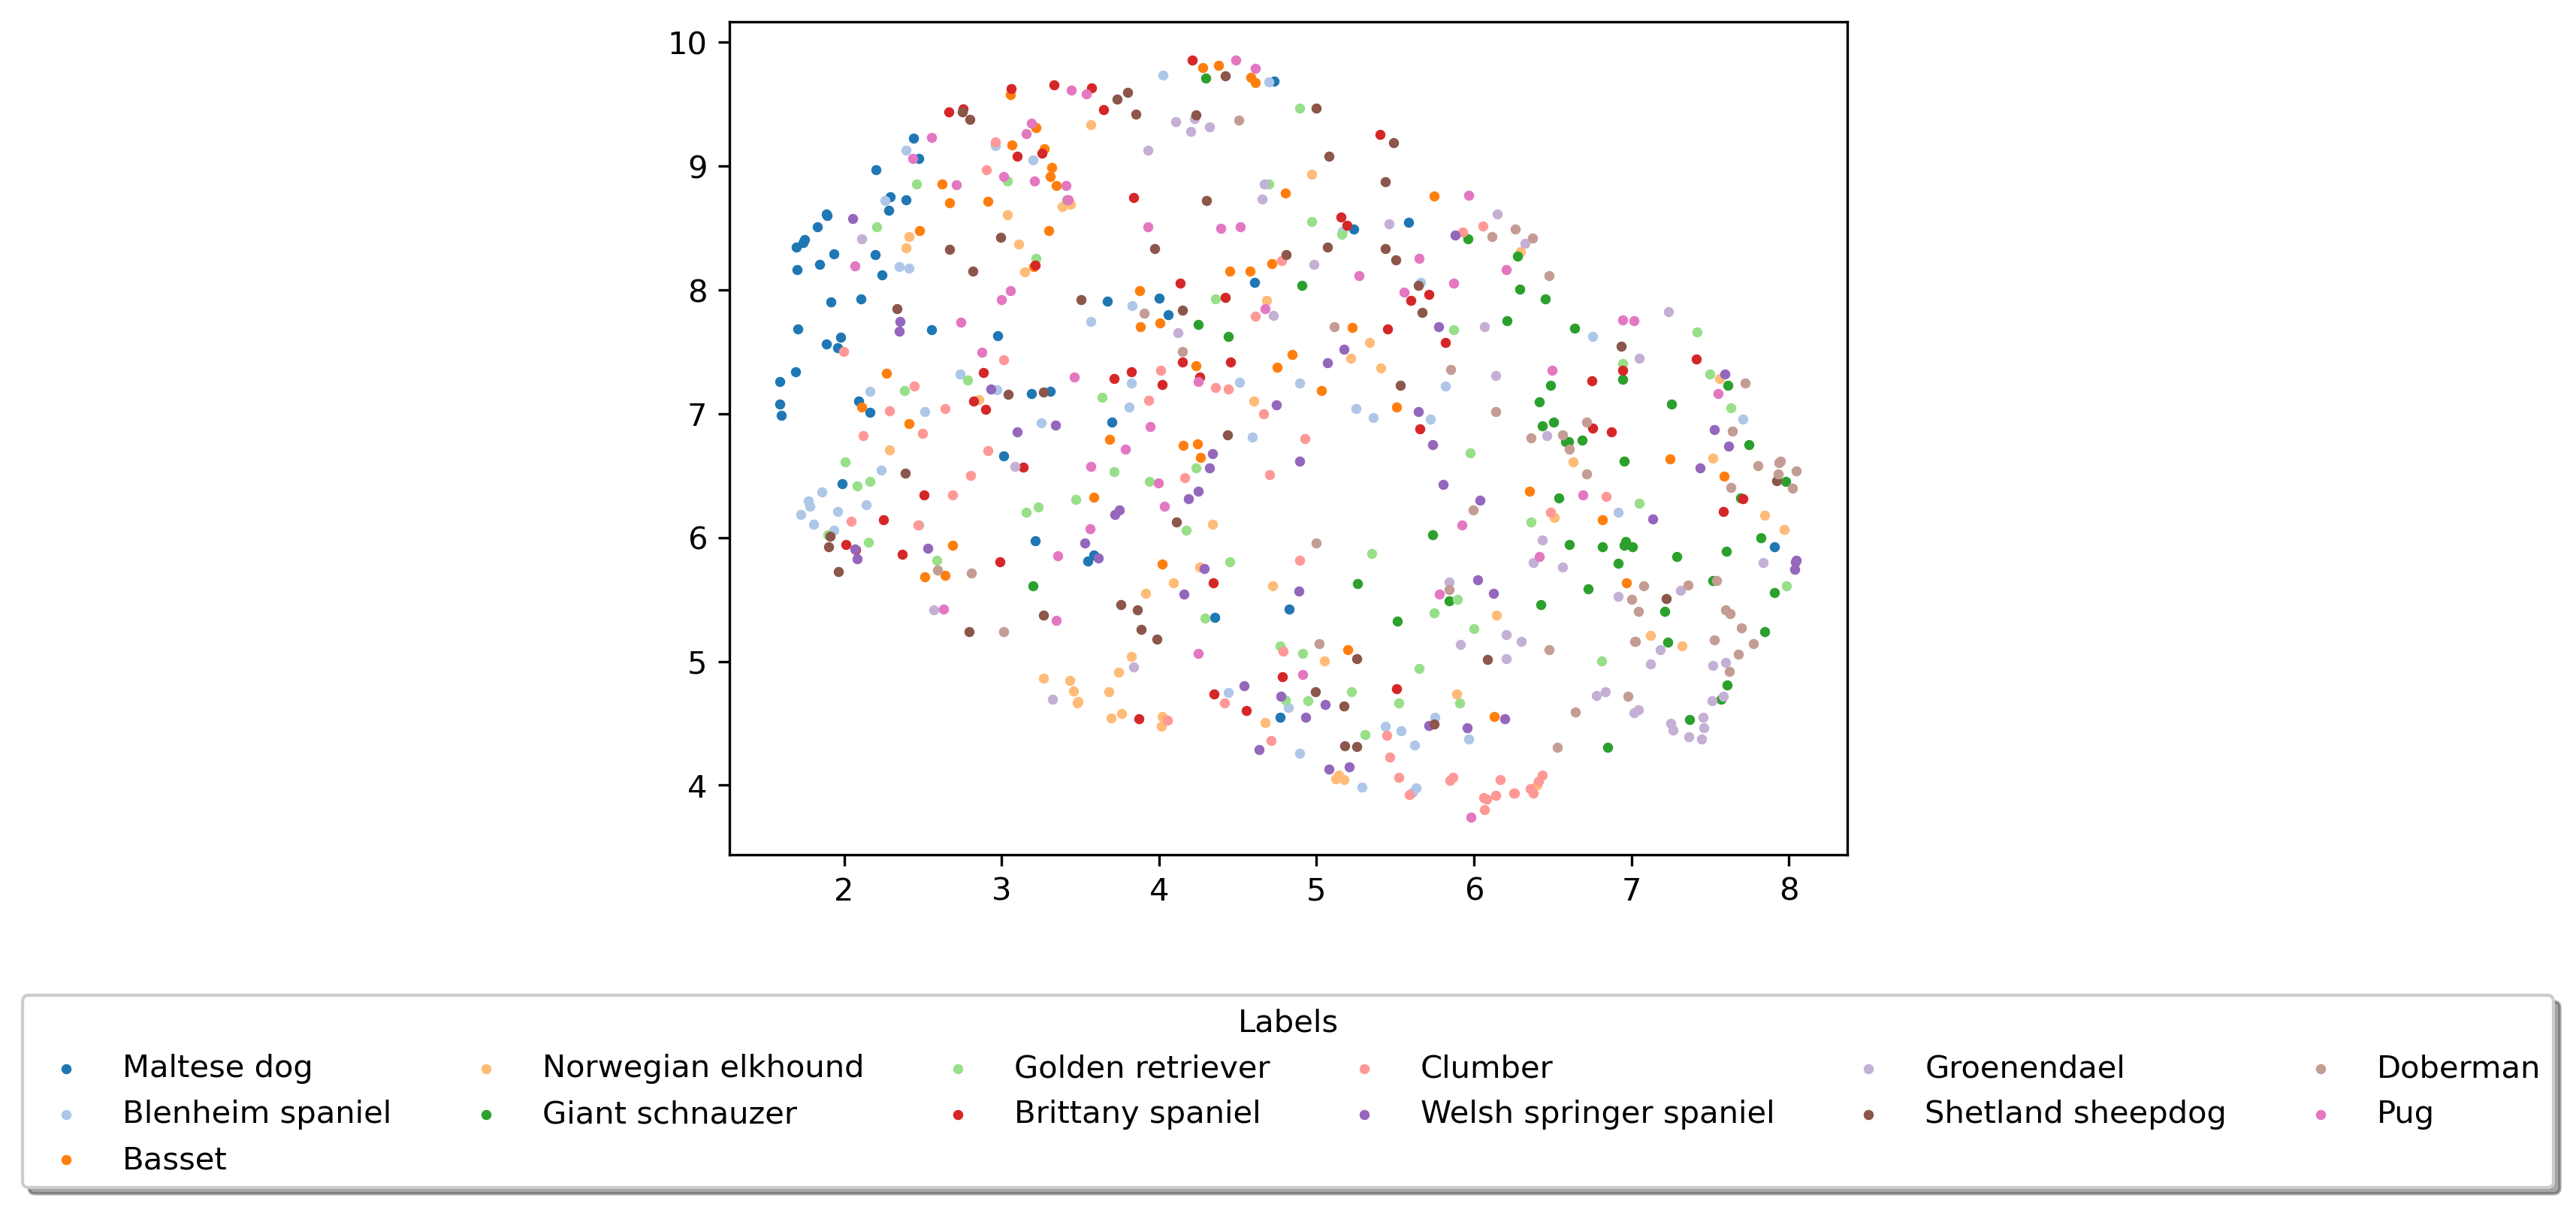 10
9
8
7
6
5
4
2 3 4 5 6 7 8
Labels
Maltese dog Norwegian elkhound Golden retriever Clumber Groenendael Doberman
Blenheim spaniel Giant schnauzer Brittany spaniel Welsh springer spaniel Shetland sheepdog Pug
Basset